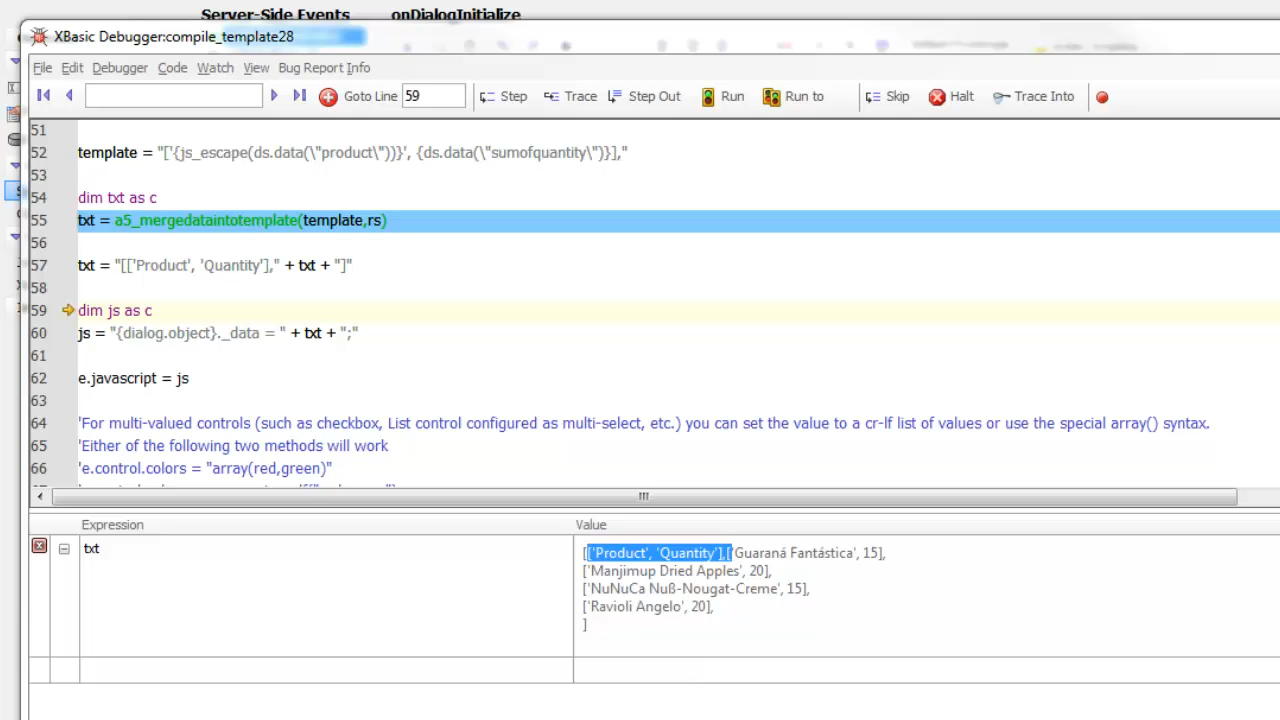 Server-Side Events onDialogInitialize
XBasic Debugger:compile_template28
File Edit Debugger Code Watch View Bug Report Info
Goto Line 59 Step Trace Step Out Run Run to Skip Halt Trace Into
51
52 template = "['{js_escape(ds.data(\"product\"))}', {ds.data(\"sumofquantity\")}],"
53
54 dim txt as c
55 txt = a5_mergedataintotemplate(template,rs)
56
57 txt = "[['Product', 'Quantity']," + txt + "]"
58
59 dim js as c
60 js = "{dialog.object}._data = " + txt + ";"
61
62 e.javascript = js
63
64 'For multi-valued controls (such as checkbox, List control configured as multi-select, etc.) you can set the value to a cr-lf list of values or use the special array() syntax.
65 'Either of the following two methods will work
66 'e.control.colors = "array(red,green)"
Expression Value
txt [['Product', 'Quantity'],['Guaraná Fantástica', 15],
['Manjimup Dried Apples', 20],
['NuNuCa Nuß-Nougat-Creme', 15],
['Ravioli Angelo', 20],
]